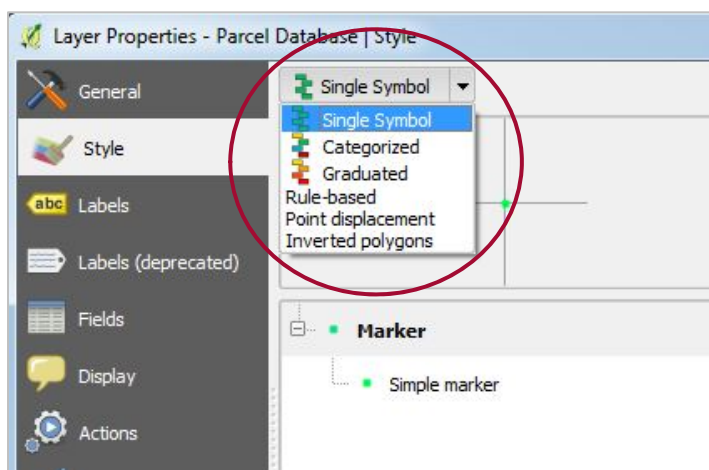 Layer Properties - Parcel Database | Style
General
Single Symbol
Single Symbol
Style
Categorized
Graduated
abc Labels
Rule-based
Point displacement
Inverted polygons
Labels (deprecated)
Fields
Marker
Display
Simple marker
Actions